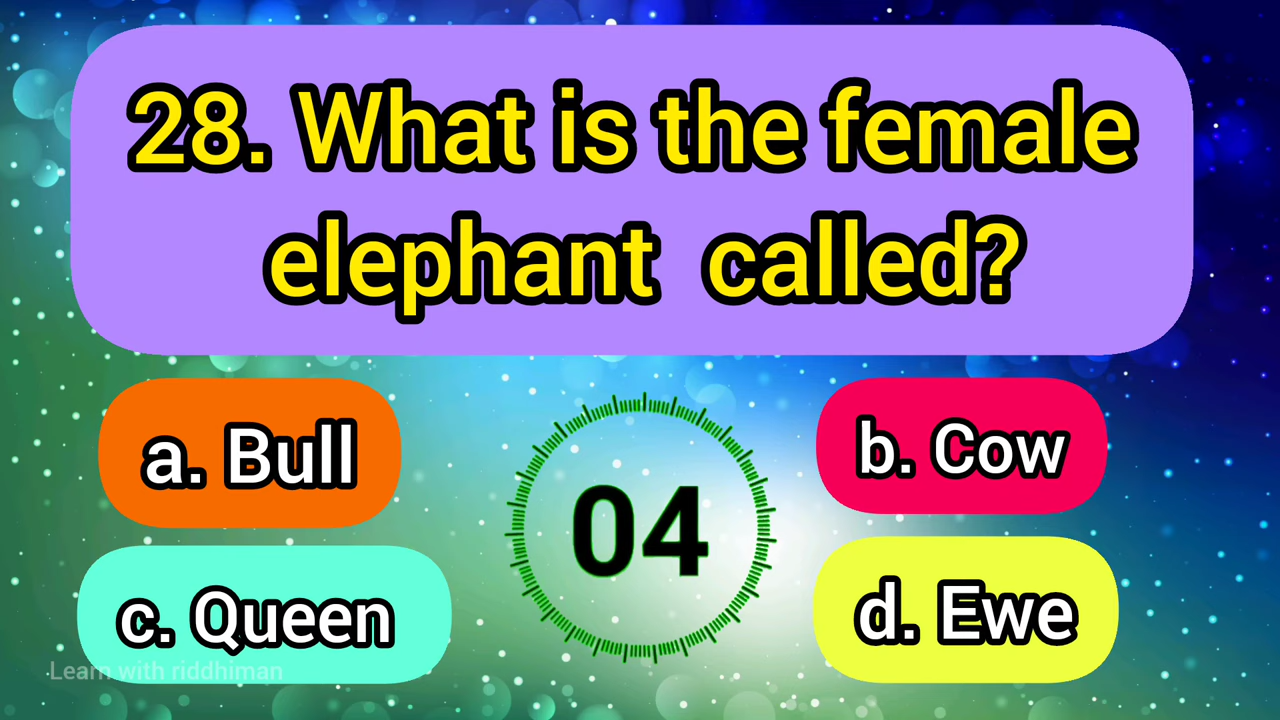 28. What is the female
elephant called?
a. Bull
b. Cow
04
c. Queen
d. Ewe
Learn with riddhiman